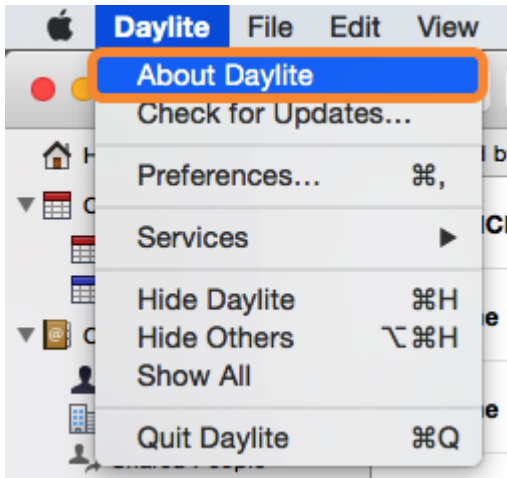 Daylite File Edit View
About Daylite
Check for Updates...
Preferences... ⌘,
Services ▶
Hide Daylite ⌘H
Hide Others ⌥⌘H
Show All
Quit Daylite ⌘Q